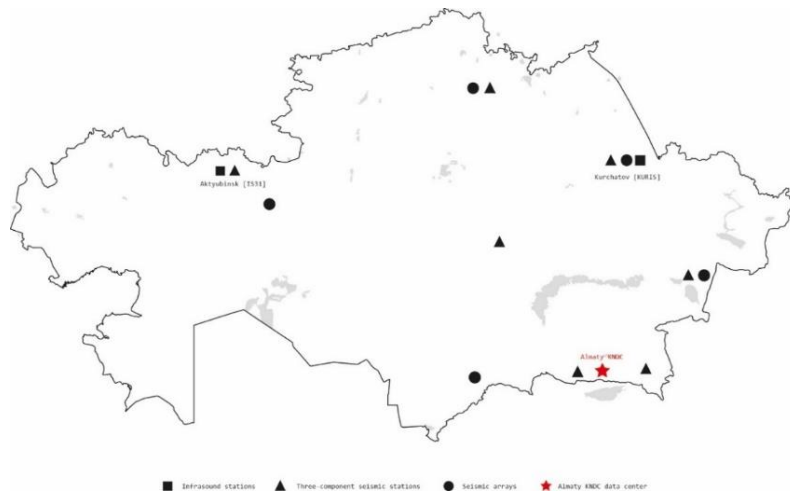 Aktyubinsk [IS31]
Kurchatov [KURIS]
Almaty KNDC
Infrasound stations
Three-component seismic stations
Seismic arrays
Almaty KNDC data center